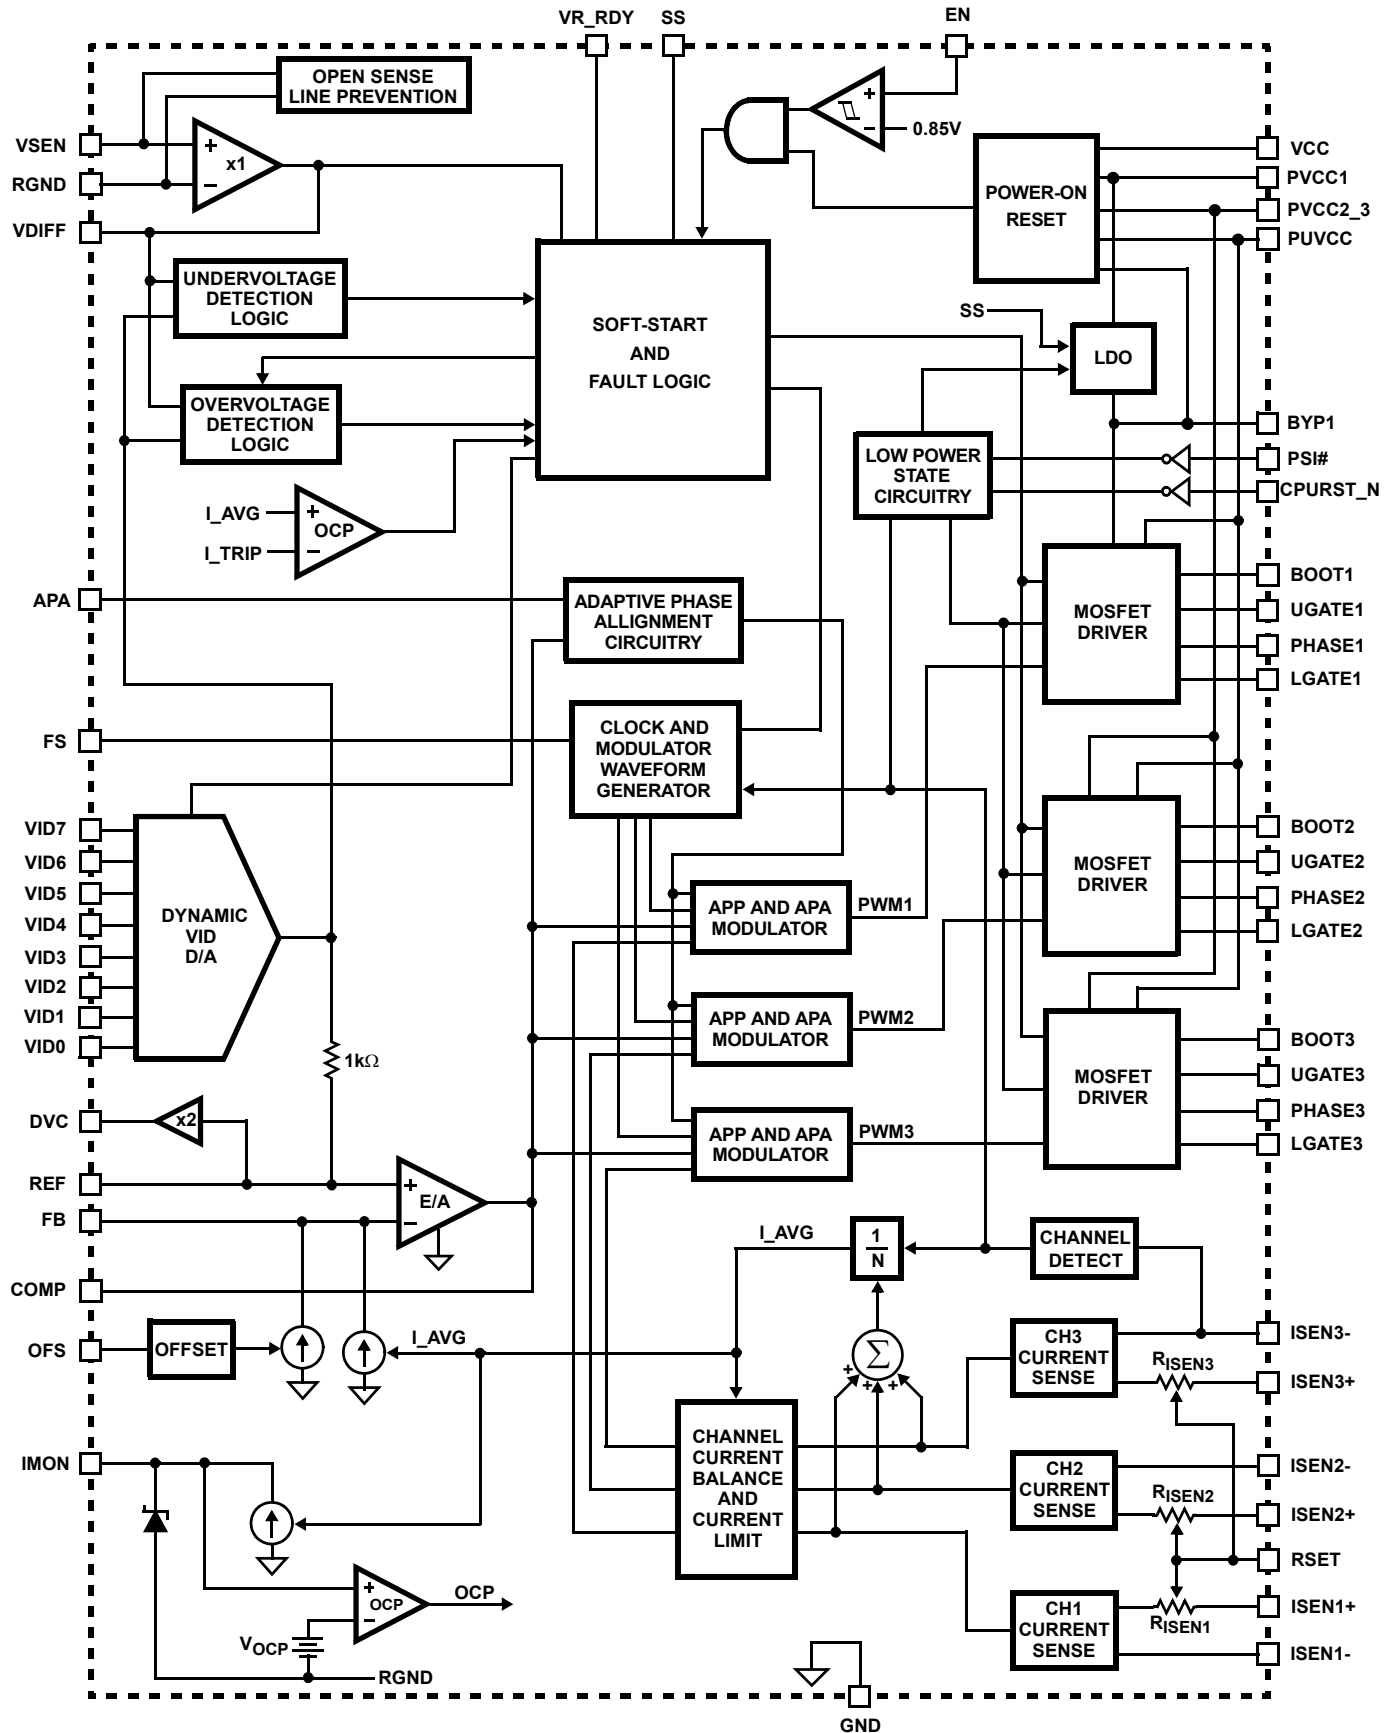 VR_RDY
SS
EN
OPEN SENSE
LINE PREVENTION
VSEN
+
x1
−
RGND
VDIFF
+
−
0.85V
POWER-ON
RESET
VCC
PVCC1
PVCC2_3
PUVCC
UNDERVOLTAGE
DETECTION
LOGIC
SOFT-START
AND
FAULT LOGIC
SS
LDO
OVERVOLTAGE
DETECTION
LOGIC
BYP1
PSI#
CPURST_N
LOW POWER
STATE
CIRCUITRY
I_AVG
+
OCP
−
I_TRIP
APA
ADAPTIVE PHASE
ALLIGNMENT
CIRCUITRY
MOSFET
DRIVER
BOOT1
UGATE1
PHASE1
LGATE1
FS
CLOCK AND
MODULATOR
WAVEFORM
GENERATOR
VID7
VID6
VID5
VID4
VID3
VID2
VID1
VID0
DYNAMIC
VID
D/A
1kΩ
MOSFET
DRIVER
BOOT2
UGATE2
PHASE2
LGATE2
APP AND APA
MODULATOR
PWM1
APP AND APA
MODULATOR
PWM2
MOSFET
DRIVER
BOOT3
UGATE3
PHASE3
LGATE3
APP AND APA
MODULATOR
PWM3
DVC
x2
REF
FB
+
E/A
−
COMP
I_AVG
1
N
CHANNEL
DETECT
OFS
OFFSET
I_AVG
Σ
+
+
+
CH3
CURRENT
SENSE
ISEN3-
RISEN3
ISEN3+
IMON
CHANNEL
CURRENT
BALANCE
AND
CURRENT
LIMIT
CH2
CURRENT
SENSE
ISEN2-
RISEN2
ISEN2+
RSET
+
OCP
−
OCP
VOCP
RGND
CH1
CURRENT
SENSE
ISEN1+
RISEN1
ISEN1-
GND